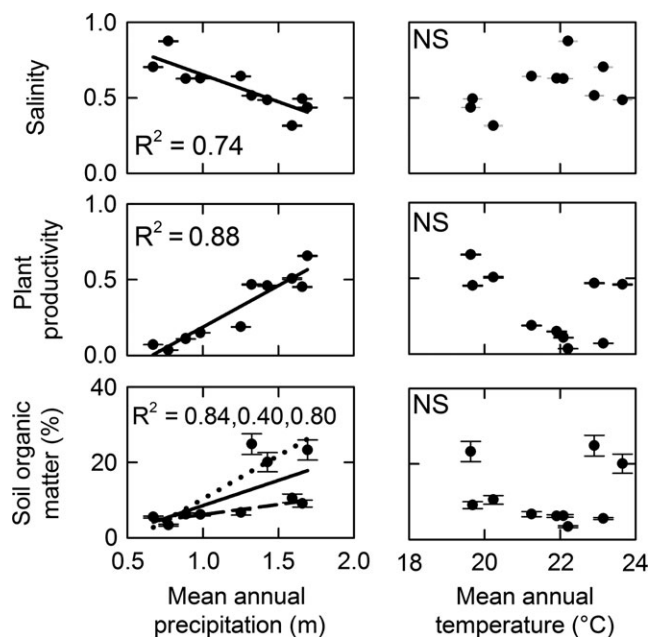 Salinity
1.0
0.5
0.0
R² = 0.74
NS
Plant
productivity
1.0
0.5
0.0
R² = 0.88
NS
Soil organic
matter (%)
40
20
0
R² = 0.84,0.40,0.80
NS
0.5 1.0 1.5 2.0
18 20 22 24
Mean annual
precipitation (m)
Mean annual
temperature (°C)